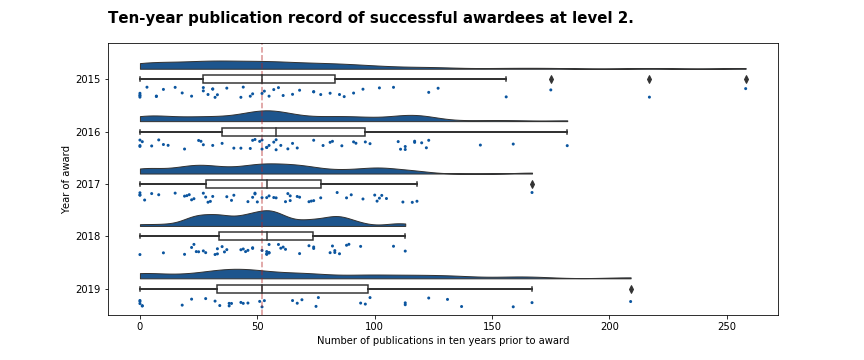 Ten-year publication record of successful awardees at level 2.
2015
2016
2017
2018
2019
Year of award
0 50 100 150 200 250
Number of publications in ten years prior to award